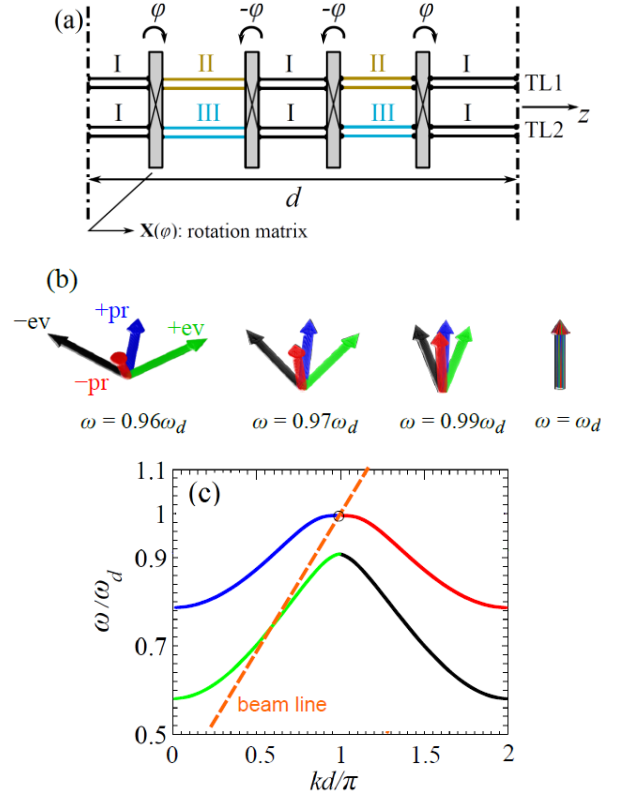 (a)
φ -φ -φ φ
I II I II I TL1
I III I III I TL2
z
d
X(φ): rotation matrix
(b)
−ev +pr +ev
−pr
ω = 0.96ω_d ω = 0.97ω_d ω = 0.99ω_d ω = ω_d
(c)
1.1
1
0.9
0.7
0.5
ω/ω_d
beam line
0 0.5 1 1.5 2
kd/π